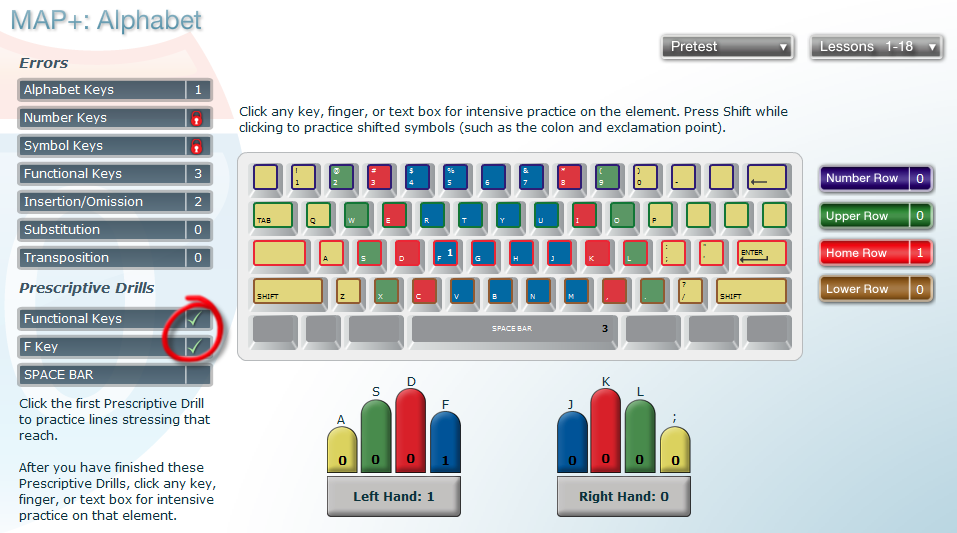 MAP+: Alphabet
Pretest
Lessons 1-18
Errors
Alphabet Keys 1
Number Keys
Symbol Keys
Functional Keys 3
Insertion/Omission 2
Substitution 0
Transposition 0
Prescriptive Drills
Functional Keys
F Key
SPACE BAR
Click the first Prescriptive Drill
to practice lines stressing that
reach.
After you have finished these
Prescriptive Drills, click any key,
finger, or text box for intensive
practice on that element.
Click any key, finger, or text box for intensive practice on the element. Press Shift while
clicking to practice shifted symbols (such as the colon and exclamation point).
! @ # $ % & * ( )
1 2 3 4 5 6 7 8 9 0 -
TAB Q W E R T Y U I O P
A S D F 1 G H J K L : ; " ' ENTER
SHIFT Z X C V B N M , . ? / SHIFT
SPACE BAR 3
Number Row 0
Upper Row 0
Home Row 1
Lower Row 0
A S D F J K L ;
0 0 0 1 0 0 0 0
Left Hand: 1
Right Hand: 0